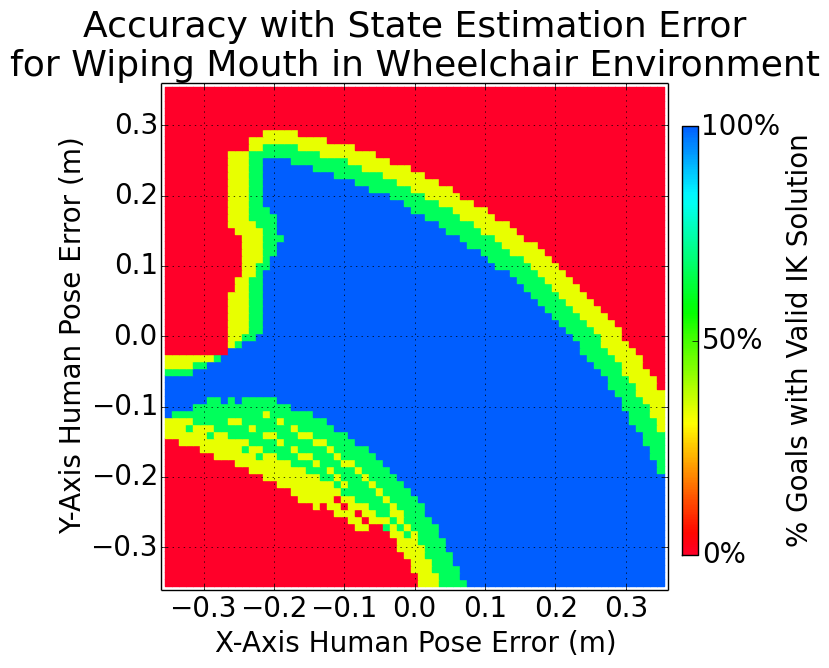 Accuracy with State Estimation Error
for Wiping Mouth in Wheelchair Environment
Y-Axis Human Pose Error (m)
0.3
0.2
0.1
0.0
−0.1
−0.2
−0.3
−0.3 −0.2 −0.1 0.0 0.1 0.2 0.3
X-Axis Human Pose Error (m)
100%
50%
0%
% Goals with Valid IK Solution